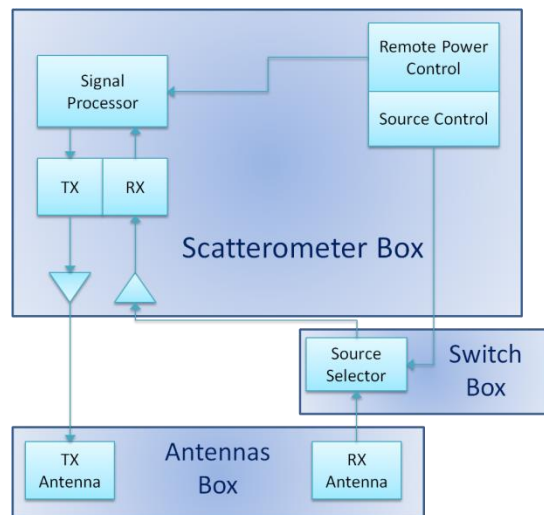 Signal
Processor
Remote Power
Control
Source Control
TX
RX
Scatterometer Box
Source
Selector
Switch
Box
TX
Antenna
Antennas
Box
RX
Antenna